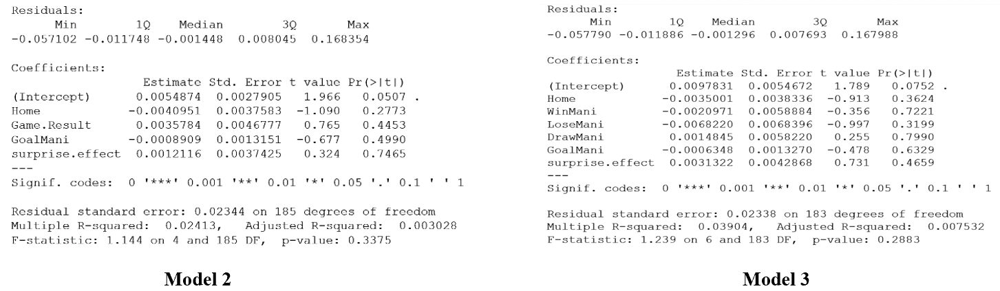 Residuals:
Min 1Q Median 3Q Max
-0.057102 -0.011748 -0.001448 0.008045 0.168354
Coefficients:
Estimate Std. Error t value Pr(>|t|)
(Intercept) 0.0054874 0.0027905 1.966 0.0507 .
Home -0.0040951 0.0037583 -1.090 0.2773
Game.Result 0.0035784 0.0046777 0.765 0.4453
GoalMani -0.0008909 0.0013151 -0.677 0.4990
surprise.effect 0.0012116 0.0037425 0.324 0.7465
---
Signif. codes: 0 '***' 0.001 '**' 0.01 '*' 0.05 '.' 0.1 ' ' 1
Residual standard error: 0.02344 on 185 degrees of freedom
Multiple R-squared: 0.02413, Adjusted R-squared: 0.003028
F-statistic: 1.144 on 4 and 185 DF, p-value: 0.3375
Model 2
Residuals:
Min 1Q Median 3Q Max
-0.057790 -0.011886 -0.001296 0.007693 0.167988
Coefficients:
Estimate Std. Error t value Pr(>|t|)
(Intercept) 0.0097831 0.0054672 1.789 0.0752 .
Home -0.0035001 0.0038336 -0.913 0.3624
WinMani -0.0020971 0.0058884 -0.356 0.7221
LoseMani -0.0068220 0.0068396 -0.997 0.3199
DrawMani 0.0014845 0.0058220 0.255 0.7990
GoalMani -0.0006348 0.0013270 -0.478 0.6329
surprise.effect 0.0031322 0.0042868 0.731 0.4659
---
Signif. codes: 0 '***' 0.001 '**' 0.01 '*' 0.05 '.' 0.1 ' ' 1
Residual standard error: 0.02338 on 183 degrees of freedom
Multiple R-squared: 0.03904, Adjusted R-squared: 0.007532
F-statistic: 1.239 on 6 and 183 DF, p-value: 0.2883
Model 3